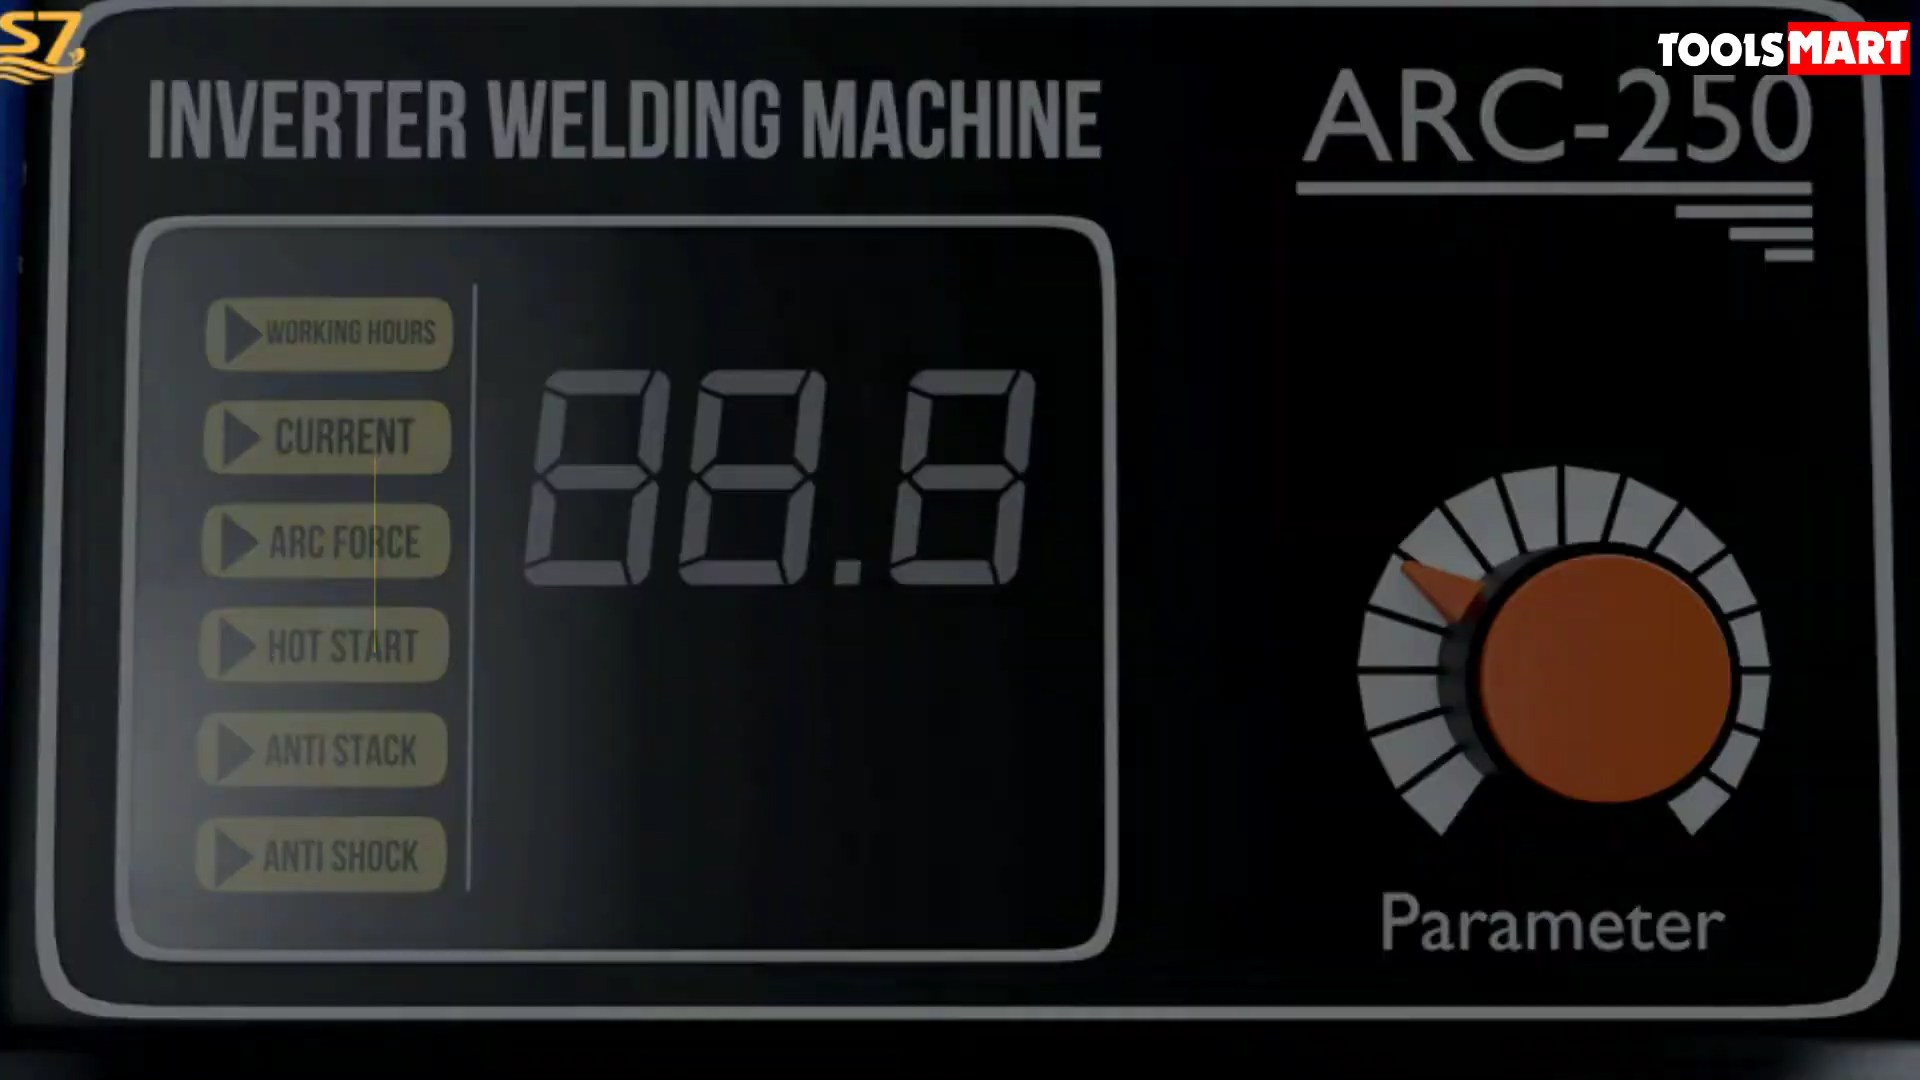 S7
TOOLSMART
INVERTER WELDING MACHINE
ARC-250
WORKING HOURS
CURRENT
ARC FORCE
HOT START
ANTI STACK
ANTI SHOCK
88.8
Parameter